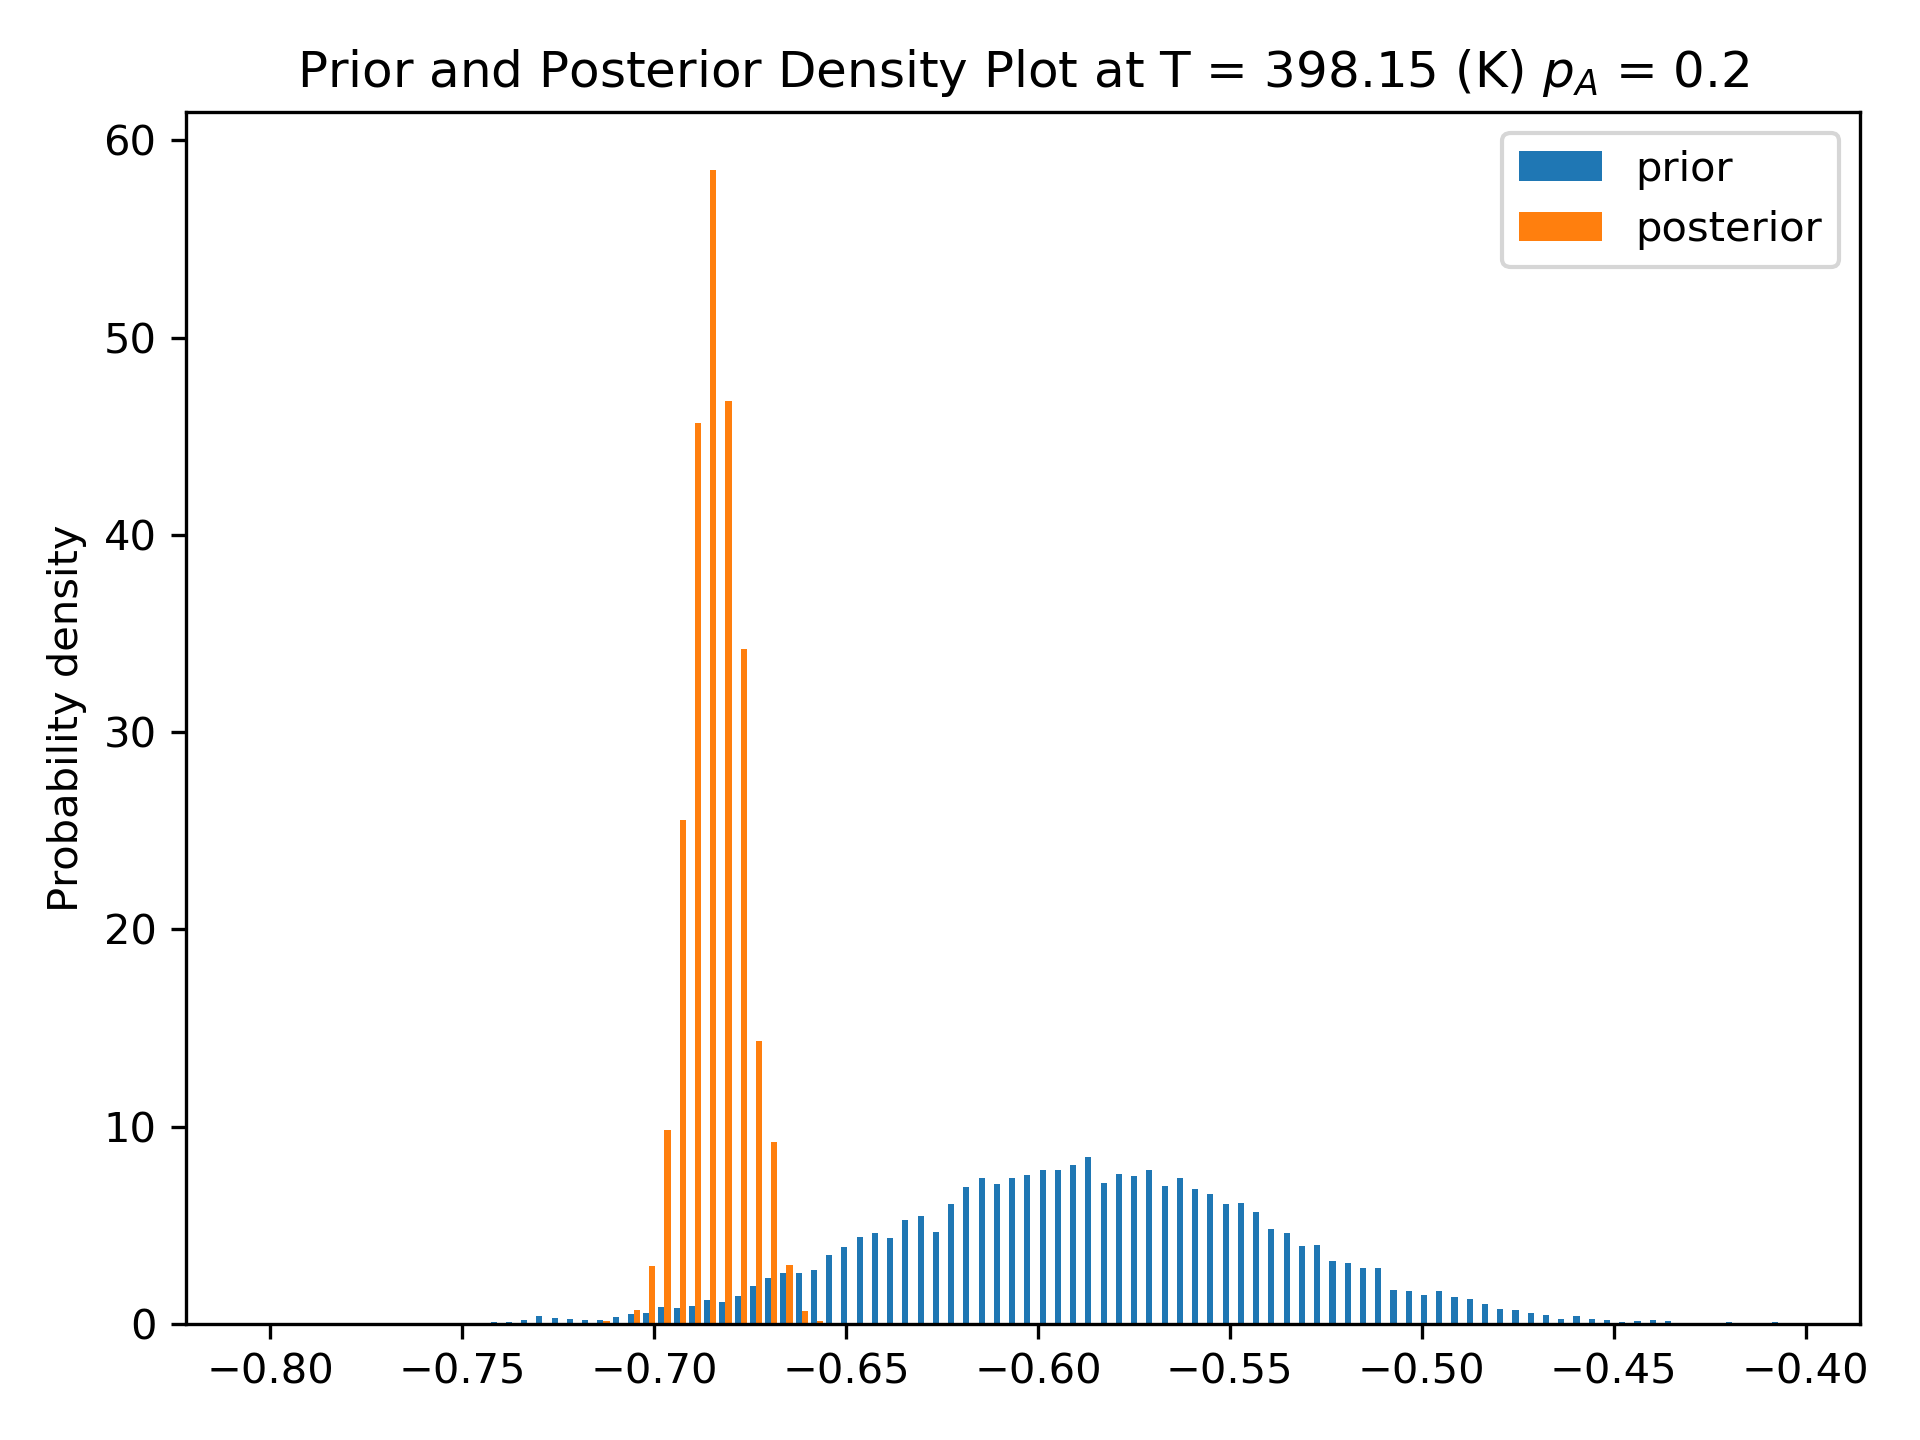 Prior and Posterior Density Plot at T = 398.15 (K) p_A = 0.2
prior
posterior
60
50
40
30
20
10
0
Probability density
−0.80 −0.75 −0.70 −0.65 −0.60 −0.55 −0.50 −0.45 −0.40